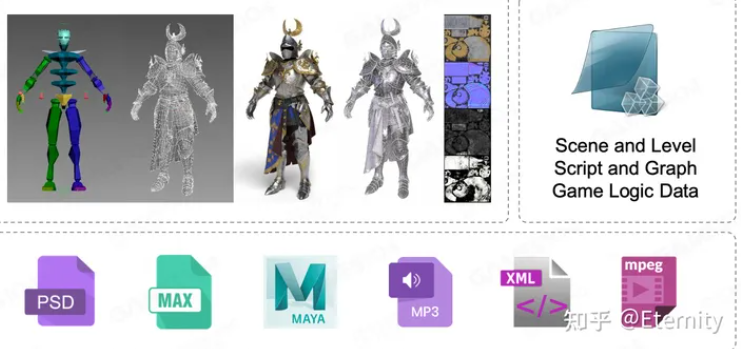 Scene and Level
Script and Graph
Game Logic Data
PSD
MAX
MAYA
MP3
XML
</>
mpeg
知乎 @Eternity